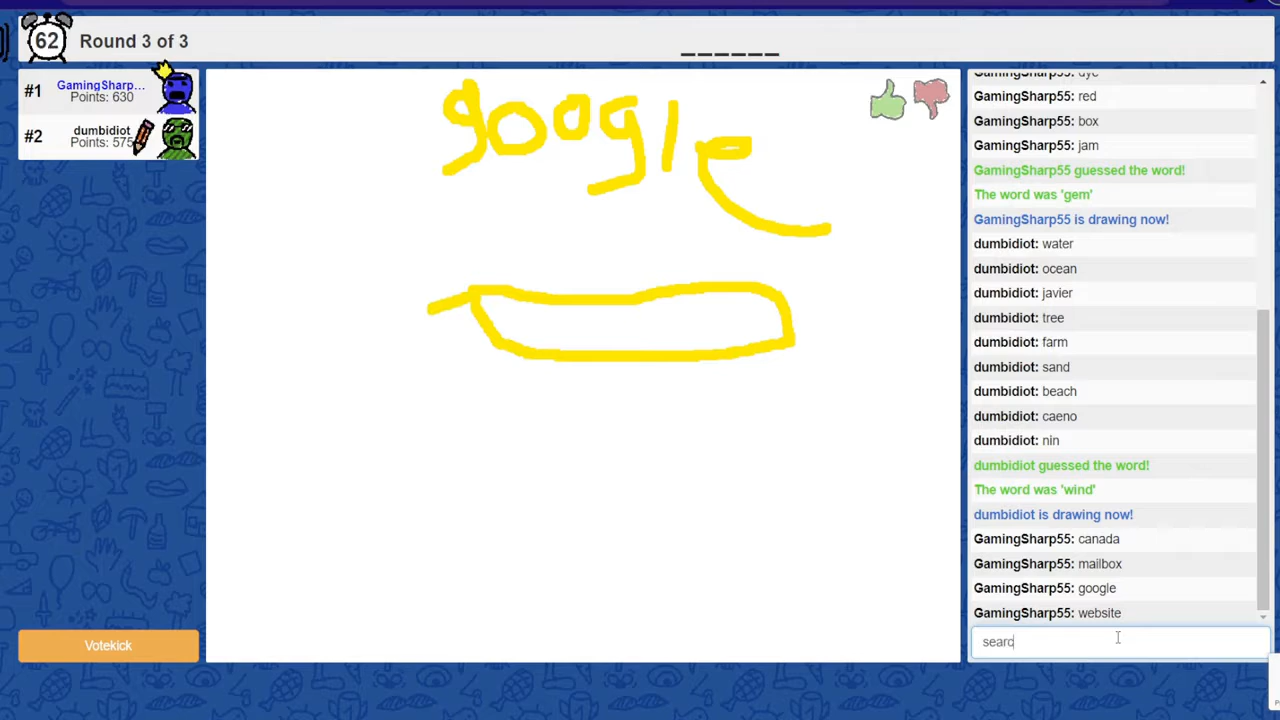 62 Round 3 of 3 ______
#1 GamingSharp...
Points: 630
#2 dumbidiot
Points: 575
google
GamingSharp55: red
GamingSharp55: box
GamingSharp55: jam
GamingSharp55 guessed the word!
The word was 'gem'
GamingSharp55 is drawing now!
dumbidiot: water
dumbidiot: ocean
dumbidiot: javier
dumbidiot: tree
dumbidiot: farm
dumbidiot: sand
dumbidiot: beach
dumbidiot: caeno
dumbidiot: nin
dumbidiot guessed the word!
The word was 'wind'
dumbidiot is drawing now!
GamingSharp55: canada
GamingSharp55: mailbox
GamingSharp55: google
GamingSharp55: website
searc
Votekick